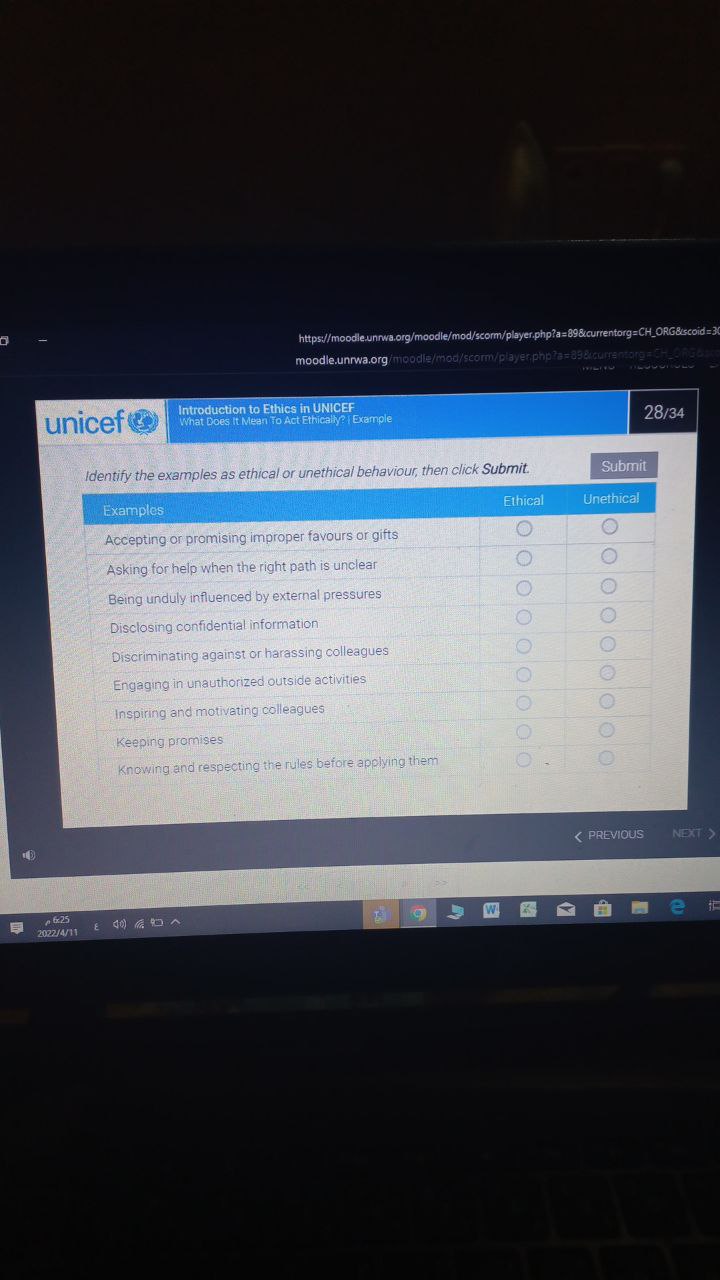 https://moodle.unrwa.org/moodle/mod/scorm/player.php?a=89&currentorg=CH_ORG&scoid=30
moodle.unrwa.org/moodle/mod/scorm/player.php?a=89&currentorg=CH_ORG&
unicef
Introduction to Ethics in UNICEF
What Does It Mean To Act Ethically? | Example
28/34
Identify the examples as ethical or unethical behaviour, then click Submit.
Submit
Examples Ethical Unethical
Accepting or promising improper favours or gifts
Asking for help when the right path is unclear
Being unduly influenced by external pressures
Disclosing confidential information
Discriminating against or harassing colleagues
Engaging in unauthorized outside activities
Inspiring and motivating colleagues
Keeping promises
Knowing and respecting the rules before applying them
< PREVIOUS NEXT >
م 6:25
2022/4/11
ع